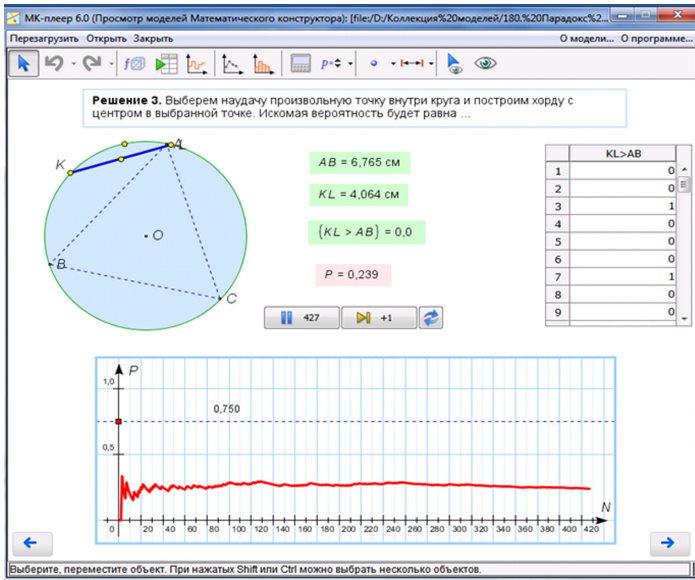 МК-плеер 6.0 (Просмотр моделей Математического конструктора): [file:/D:/Коллекция%20моделей/180.%20Парадокс%2...
Перезагрузить Открыть Закрыть О модели... О программе...
Решение 3. Выберем наудачу произвольную точку внутри круга и построим хорду с
центром в выбранной точке. Искомая вероятность будет равна ...
K
A
L
B
O
C
AB = 6,765 см
KL = 4,064 см
(KL > AB) = 0,0
P = 0,239
427 +1
KL>AB
1 0
2 0
3 1
4 0
5 0
6 0
7 1
8 0
9 0
P
1,0
0,750
0,5
N
0 20 40 60 80 100 120 140 160 180 200 220 240 260 280 300 320 340 360 380 400 420
Выберите, переместите объект. При нажатых Shift или Ctrl можно выбрать несколько объектов.